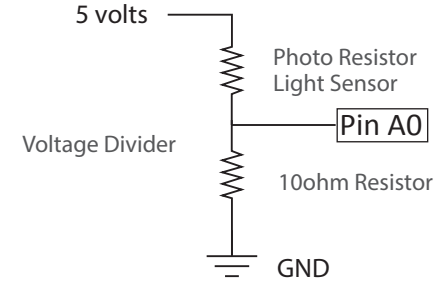 5 volts
Photo Resistor
Light Sensor
Pin A0
Voltage Divider
10ohm Resistor
GND